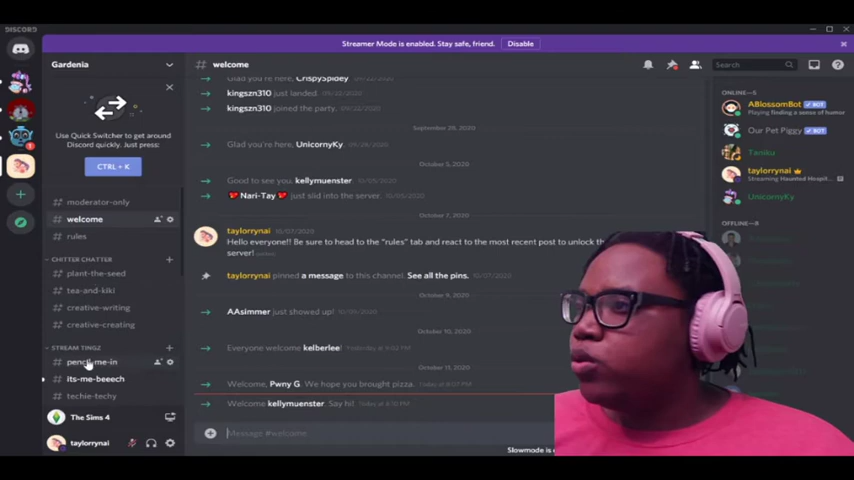 DISCORD
Streamer Mode is enabled. Stay safe, friend. Disable
Gardenia
# welcome
Search
Use Quick Switcher to get around
Discord quickly. Just press:
CTRL + K
# moderator-only
# welcome
# rules
CHITTER CHATTER
# plant-the-seed
# tea-and-kiki
# creative-writing
# creative-creating
STREAM TINGZ
# pencil-me-in
# its-me-beeech
# techie-techy
The Sims 4
taylorrynai
Glad you're here, CrispySpidey
kingszn310 just landed.
kingszn310 joined the party.
Glad you're here, UnicornyKy.
October 5, 2020
Good to see you, kellymuenster.
Nari-Tay just slid into the server.
October 7, 2020
taylorrynai 10/07/2020
Hello everyone!! Be sure to head to the "rules" tab and react to the most recent post to unlock the
server!
taylorrynai pinned a message to this channel. See all the pins. 10/07/2020
October 9, 2020
AAsimmer just showed up!
October 10, 2020
Everyone welcome kelberlee!
Welcome, Pwny G. We hope you brought pizza.
Welcome kellymuenster. Say hi!
Message #welcome
Slowmode is
ONLINE—5
ABlossomBot BOT
Playing finding a sense of humor
Our Pet Piggy BOT
Taniku
taylorrynai
Streaming Haunted Hospit...
UnicornyKy
OFFLINE—8